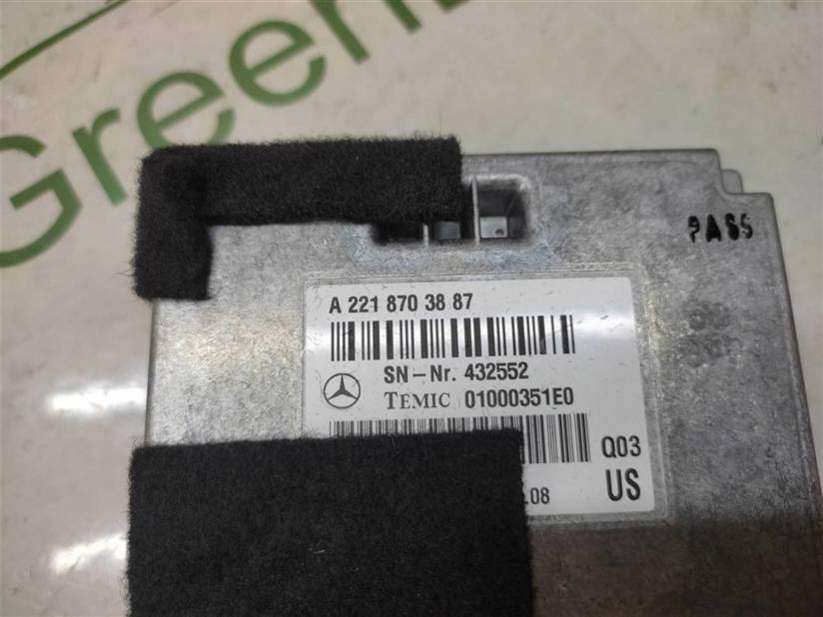 Green
PASS
A 221 870 38 87
SN-Nr. 432552
TEMIC 01000351E0
Q03
.08 US